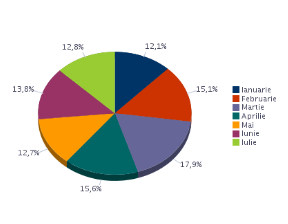 12,8%
12,1%
13,8%
15,1%
12,7%
15,6%
17,9%
Ianuarie
Februarie
Martie
Aprilie
Mai
Iunie
Iulie